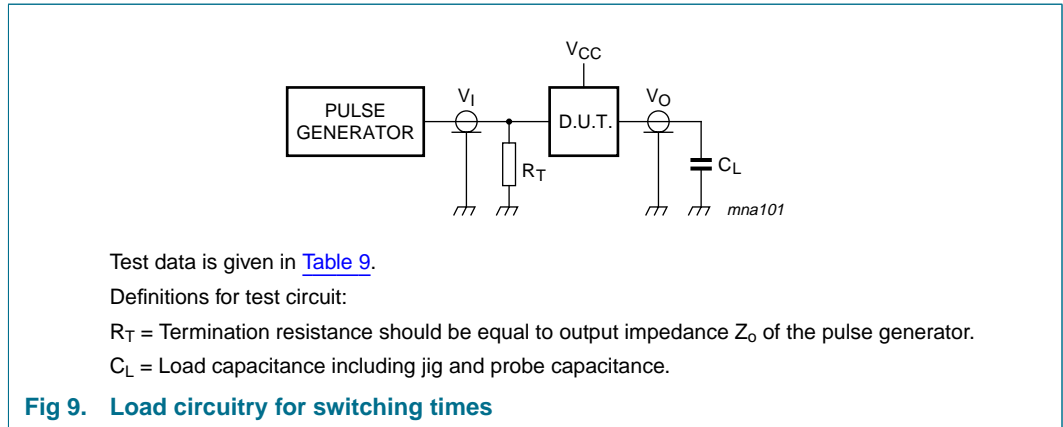 VCC
PULSE
GENERATOR
VI
D.U.T.
VO
RT
CL
mna101
Test data is given in Table 9.
Definitions for test circuit:
RT = Termination resistance should be equal to output impedance Zo of the pulse generator.
CL = Load capacitance including jig and probe capacitance.
Fig 9. Load circuitry for switching times